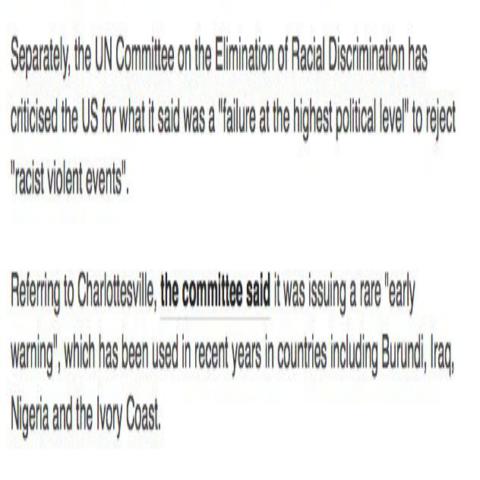 Separately, the UN Committee on the Elimination of Racial Discrimination has
criticised the US for what it said was a "failure at the highest political level" to reject
"racist violent events".
Referring to Charlottesville, the committee said it was issuing a rare "early
warning", which has been used in recent years in countries including Burundi, Iraq,
Nigeria and the Ivory Coast.